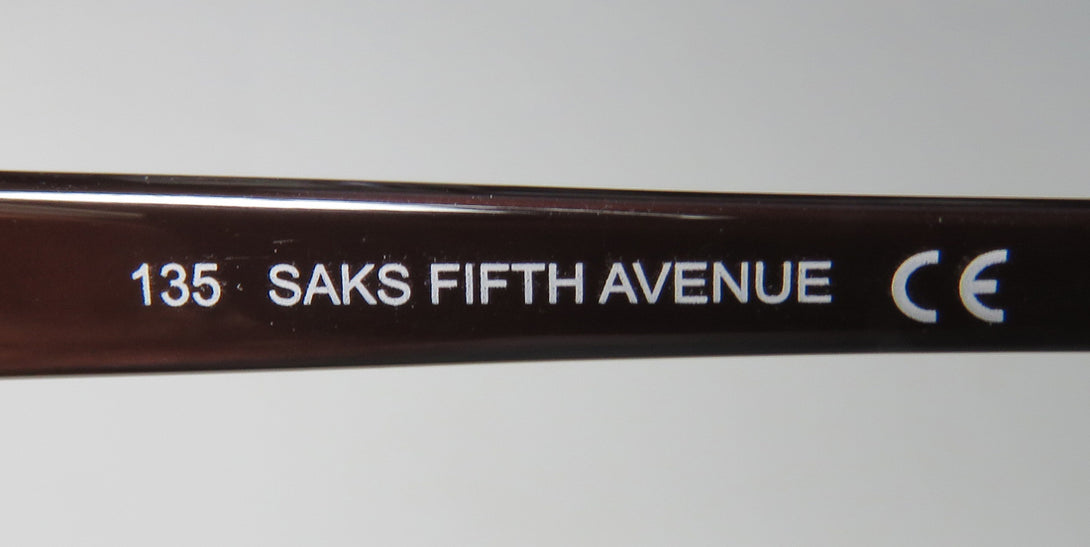 135 SAKS FIFTH AVENUE CE